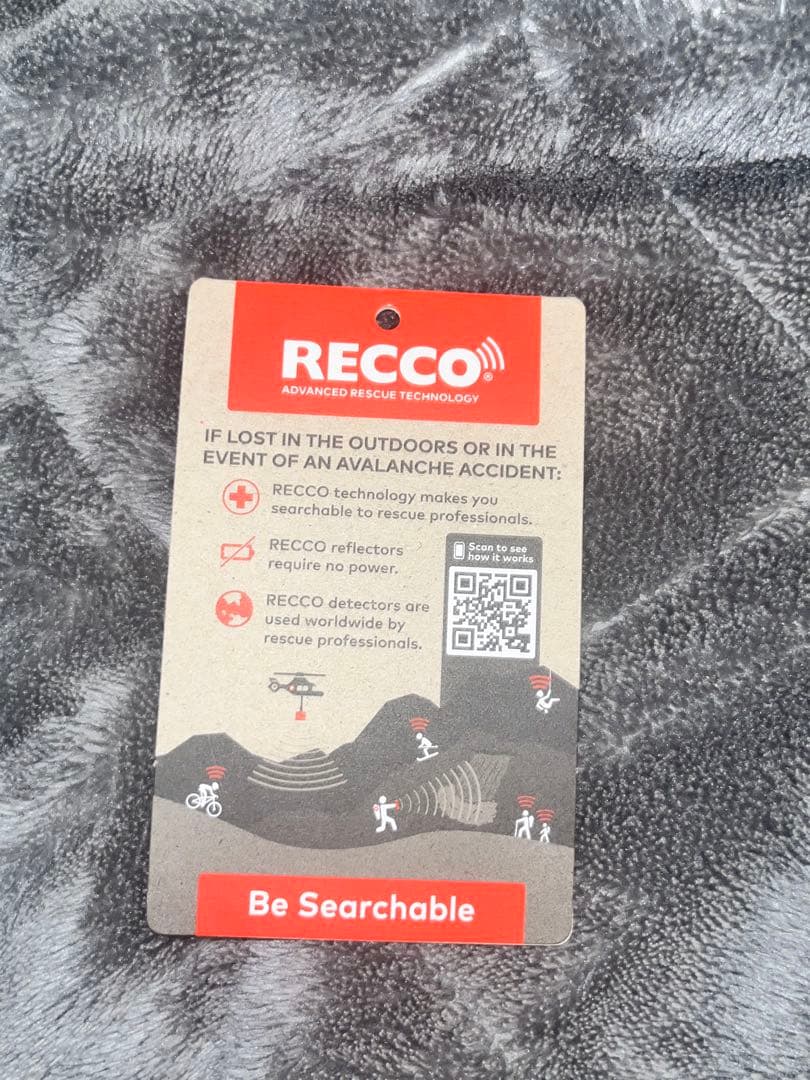 RECCO®
ADVANCED RESCUE TECHNOLOGY
IF LOST IN THE OUTDOORS OR IN THE
EVENT OF AN AVALANCHE ACCIDENT:
RECCO technology makes you
searchable to rescue professionals.
RECCO reflectors
require no power.
Scan to see
how it works
RECCO detectors are
used worldwide by
rescue professionals.
Be Searchable